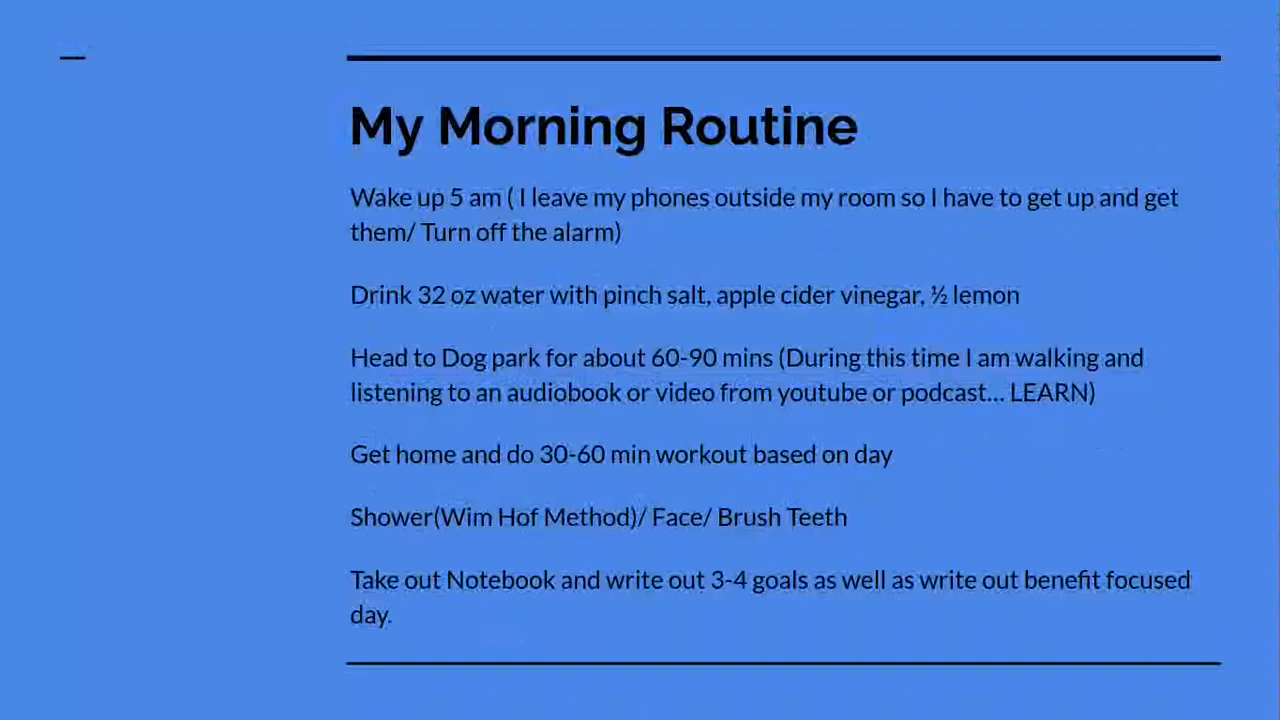 My Morning Routine
Wake up 5 am ( I leave my phones outside my room so I have to get up and get
them/ Turn off the alarm)
Drink 32 oz water with pinch salt, apple cider vinegar, ½ lemon
Head to Dog park for about 60-90 mins (During this time I am walking and
listening to an audiobook or video from youtube or podcast... LEARN)
Get home and do 30-60 min workout based on day
Shower(Wim Hof Method)/ Face/ Brush Teeth
Take out Notebook and write out 3-4 goals as well as write out benefit focused
day.